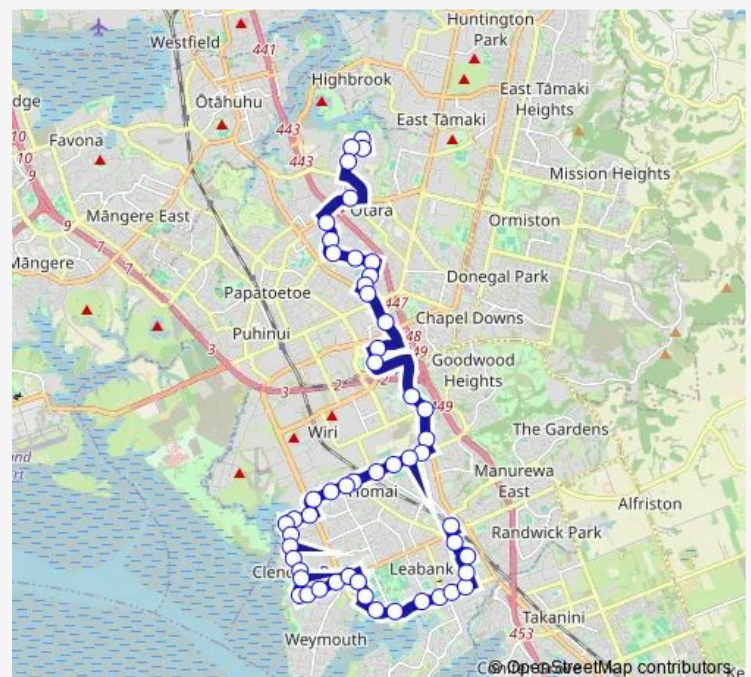 Huntington
Park
Westfield
441
Highbrook
East Tāmaki
Heights
Ōtāhuhu
East Tāmaki
443
10
Favona
443
10
9
Mission Heights
9
Māngere East
Ōtara
7
Ormiston
7
Māngere
Donegal Park
Papatoetoe
447
Chapel Downs
Puhinui
48
3
49
Goodwood
Heights
2
2
3
449
Wiri
The Gardens
Manurewa
East
Homai
Alfriston
Randwick Park
Leabank
Takanini
453
Weymouth
© OpenStreetMap contributors